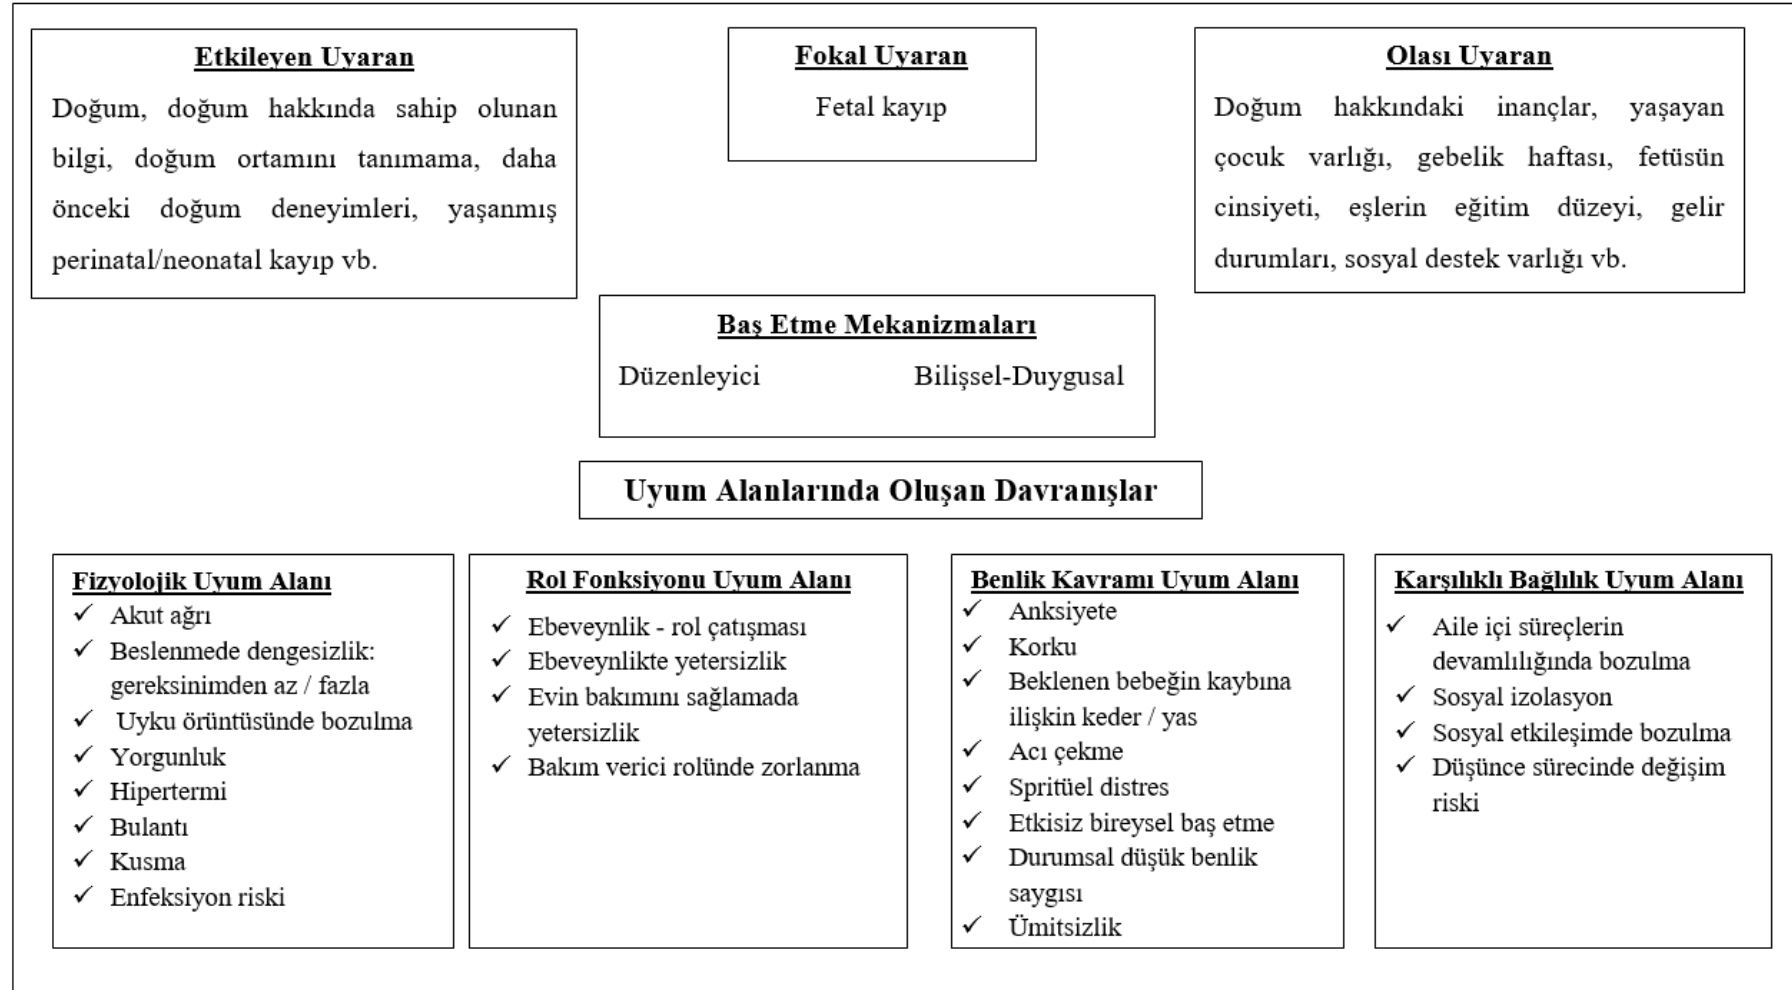 Etkileyen Uyaran
Doğum, doğum hakkında sahip olunan
bilgi, doğum ortamını tanımama, daha
önceki doğum deneyimleri, yaşanmış
perinatal/neonatal kayıp vb.
Fokal Uyaran
Fetal kayıp
Olası Uyaran
Doğum hakkındaki inançlar, yaşayan
çocuk varlığı, gebelik haftası, fetüsün
cinsiyeti, eşlerin eğitim düzeyi, gelir
durumları, sosyal destek varlığı vb.
Baş Etme Mekanizmaları
Düzenleyici Bilişsel-Duygusal
Uyum Alanlarında Oluşan Davranışlar
Fizyolojik Uyum Alanı
✓ Akut ağrı
✓ Beslenmede dengesizlik:
gereksinimden az / fazla
✓ Uyku örüntüsünde bozulma
✓ Yorgunluk
✓ Hipertermi
✓ Bulantı
✓ Kusma
✓ Enfeksiyon riski
Rol Fonksiyonu Uyum Alanı
✓ Ebeveynlik - rol çatışması
✓ Ebeveynlikte yetersizlik
✓ Evin bakımını sağlamada
yetersizlik
✓ Bakım verici rolünde zorlanma
Benlik Kavramı Uyum Alanı
✓ Anksiyete
✓ Korku
✓ Beklenen bebeğin kaybına
ilişkin keder / yas
✓ Acı çekme
✓ Spritüel distres
✓ Etkisiz bireysel baş etme
✓ Durumsal düşük benlik
saygısı
✓ Ümitsizlik
Karşılıklı Bağlılık Uyum Alanı
✓ Aile içi süreçlerin
devamlılığında bozulma
✓ Sosyal izolasyon
✓ Sosyal etkileşimde bozulma
✓ Düşünce sürecinde değişim
riski